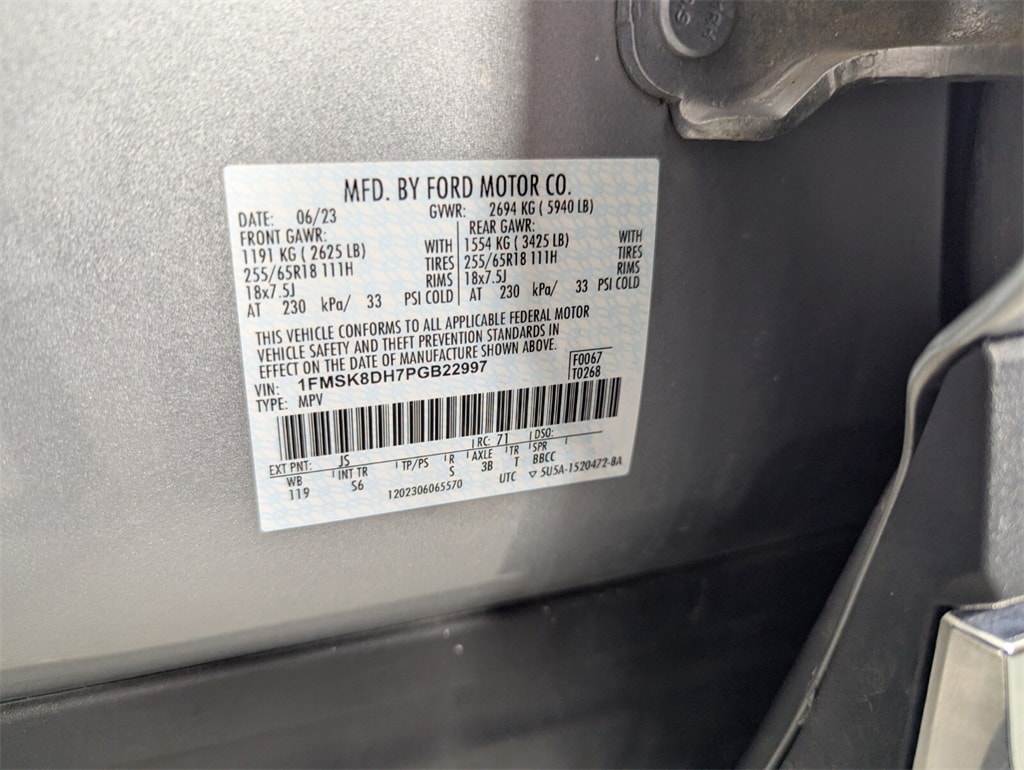 MFD. BY FORD MOTOR CO.
DATE: 06/23 GVWR: 2694 KG ( 5940 LB)
FRONT GAWR: REAR GAWR:
1191 KG ( 2625 LB) WITH 1554 KG ( 3425 LB) WITH
255/65R18 111H TIRES 255/65R18 111H TIRES
18x7.5J RIMS 18x7.5J RIMS
AT 230 kPa/ 33 PSI COLD AT 230 kPa/ 33 PSI COLD
THIS VEHICLE CONFORMS TO ALL APPLICABLE FEDERAL MOTOR
VEHICLE SAFETY AND THEFT PREVENTION STANDARDS IN
EFFECT ON THE DATE OF MANUFACTURE SHOWN ABOVE.
VIN: 1FMSK8DH7PGB22997 F0067
TYPE: MPV T0268
EXT PNT: JS RC: 71 DSO:
WB INT TR TP/PS R AXLE TR SPR
119 S6 S 3B T BBCC
1202306065570 UTC ▽ 5U5A-1520472-BA